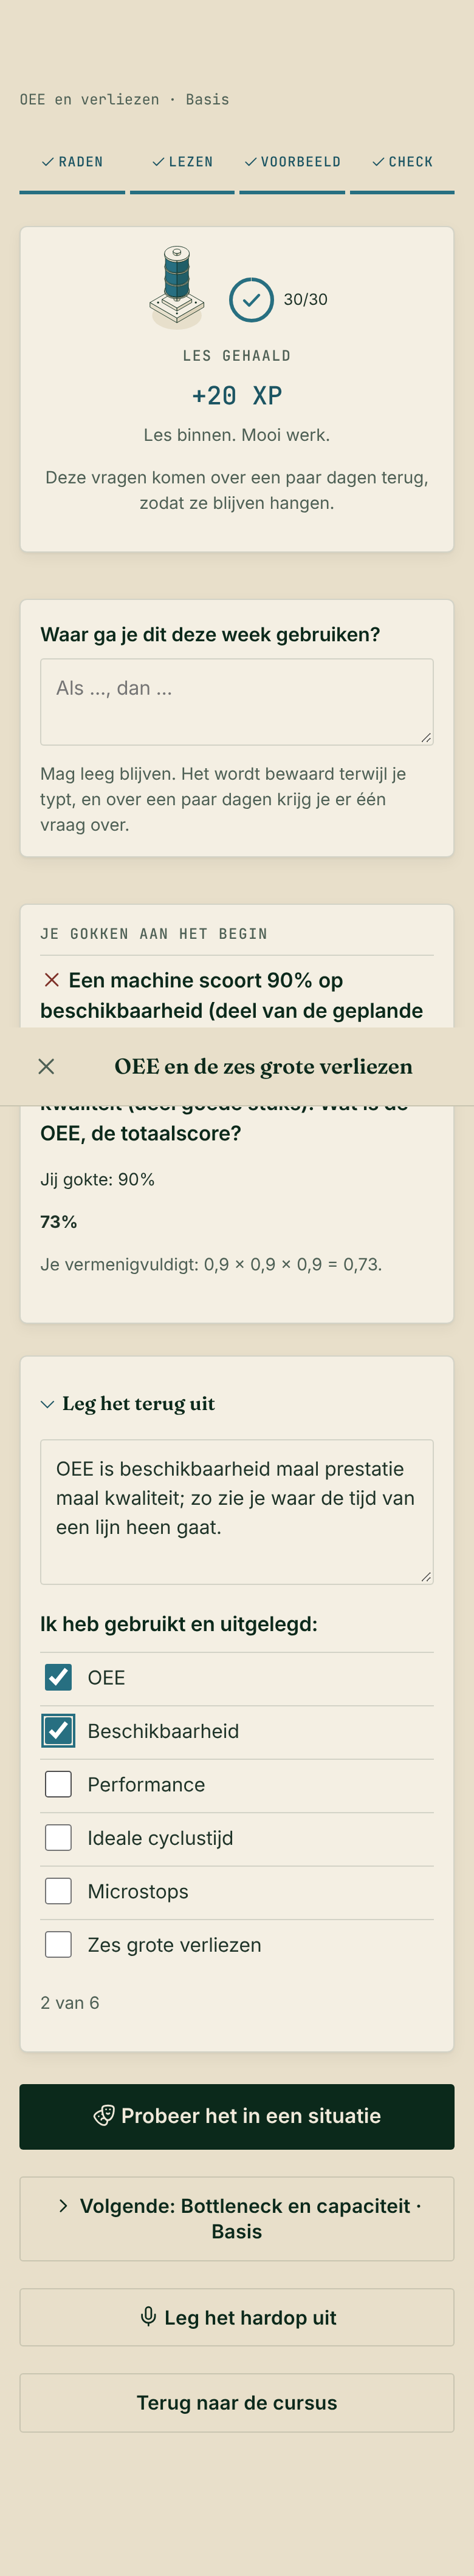 OEE en verliezen · Basis
RADEN
LEZEN
VOORBEELD
CHECK
30/30
LES GEHAALD
+20 XP
Les binnen. Mooi werk.
Deze vragen komen over een paar dagen terug,
zodat ze blijven hangen.
Waar ga je dit deze week gebruiken?
Als …, dan …
Mag leeg blijven. Het wordt bewaard terwijl je
typt, en over een paar dagen krijg je er één
vraag over.
JE GOKKEN AAN HET BEGIN
Een machine scoort 90% op
beschikbaarheid (deel van de geplande
OEE en de zes grote verliezen
kwaliteit (deel goede stuks). Wat is de
OEE, de totaalscore?
Jij gokte: 90%
73%
Je vermenigvuldigt: 0,9 × 0,9 × 0,9 = 0,73.
Leg het terug uit
OEE is beschikbaarheid maal prestatie
maal kwaliteit; zo zie je waar de tijd van
een lijn heen gaat.
Ik heb gebruikt en uitgelegd:
OEE
Beschikbaarheid
Performance
Ideale cyclustijd
Microstops
Zes grote verliezen
2 van 6
Probeer het in een situatie
Volgende: Bottleneck en capaciteit ·
Basis
Leg het hardop uit
Terug naar de cursus